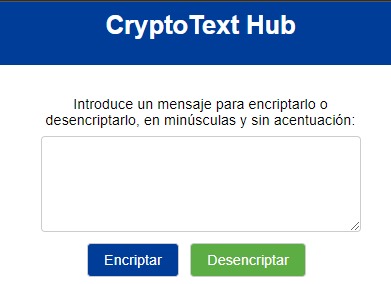 CryptoText Hub
Introduce un mensaje para encriptarlo o
desencriptarlo, en minúsculas y sin acentuación:
Encriptar
Desencriptar